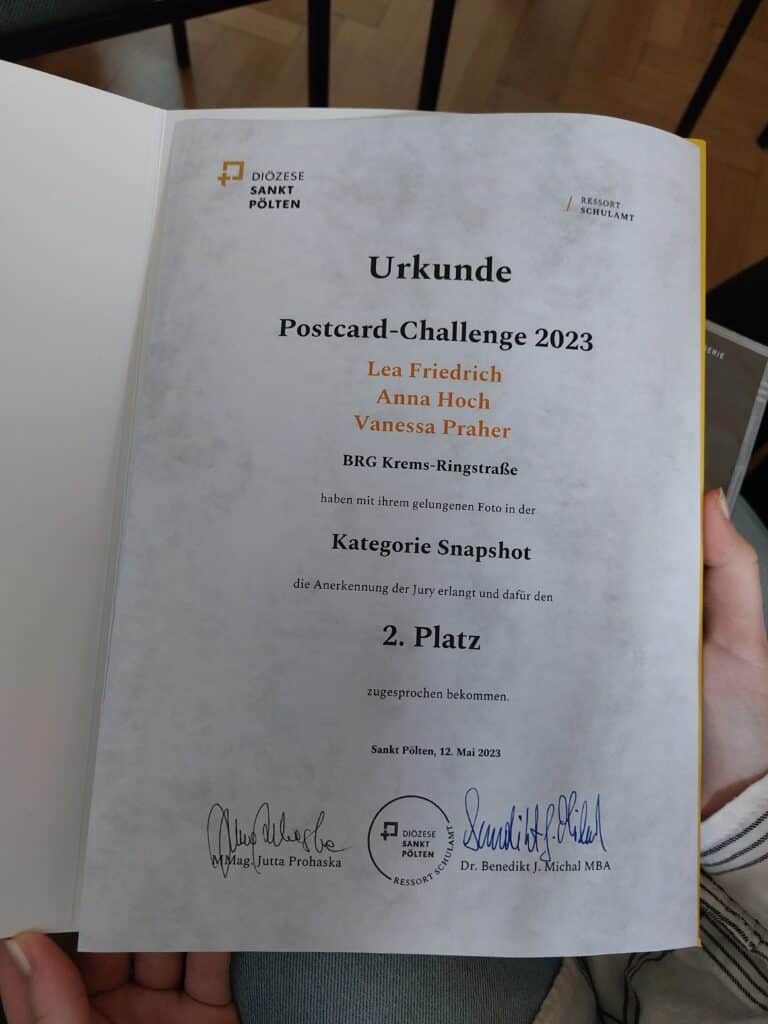 DIÖZESE
SANKT
PÖLTEN
/ RESSORT
SCHULAMT
Urkunde
Postcard-Challenge 2023
Lea Friedrich
Anna Hoch
Vanessa Praher
BRG Krems-Ringstraße
haben mit ihrem gelungenen Foto in der
Kategorie Snapshot
die Anerkennung der Jury erlangt und dafür den
2. Platz
zugesprochen bekommen.
Sankt Pölten, 12. Mai 2023
MMag. Jutta Prohaska
DIÖZESE
SANKT
PÖLTEN
RESSORT SCHULAMT
Dr. Benedikt J. Michal MBA